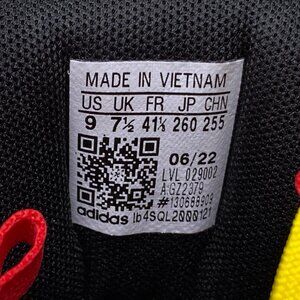 MADE IN VIETNAM
US UK FR JP CHN
9 7½ 41⅓ 260 255
06/22
LVL 029002
A:GZ2379
#130688909
adidas lb4SQL2000121